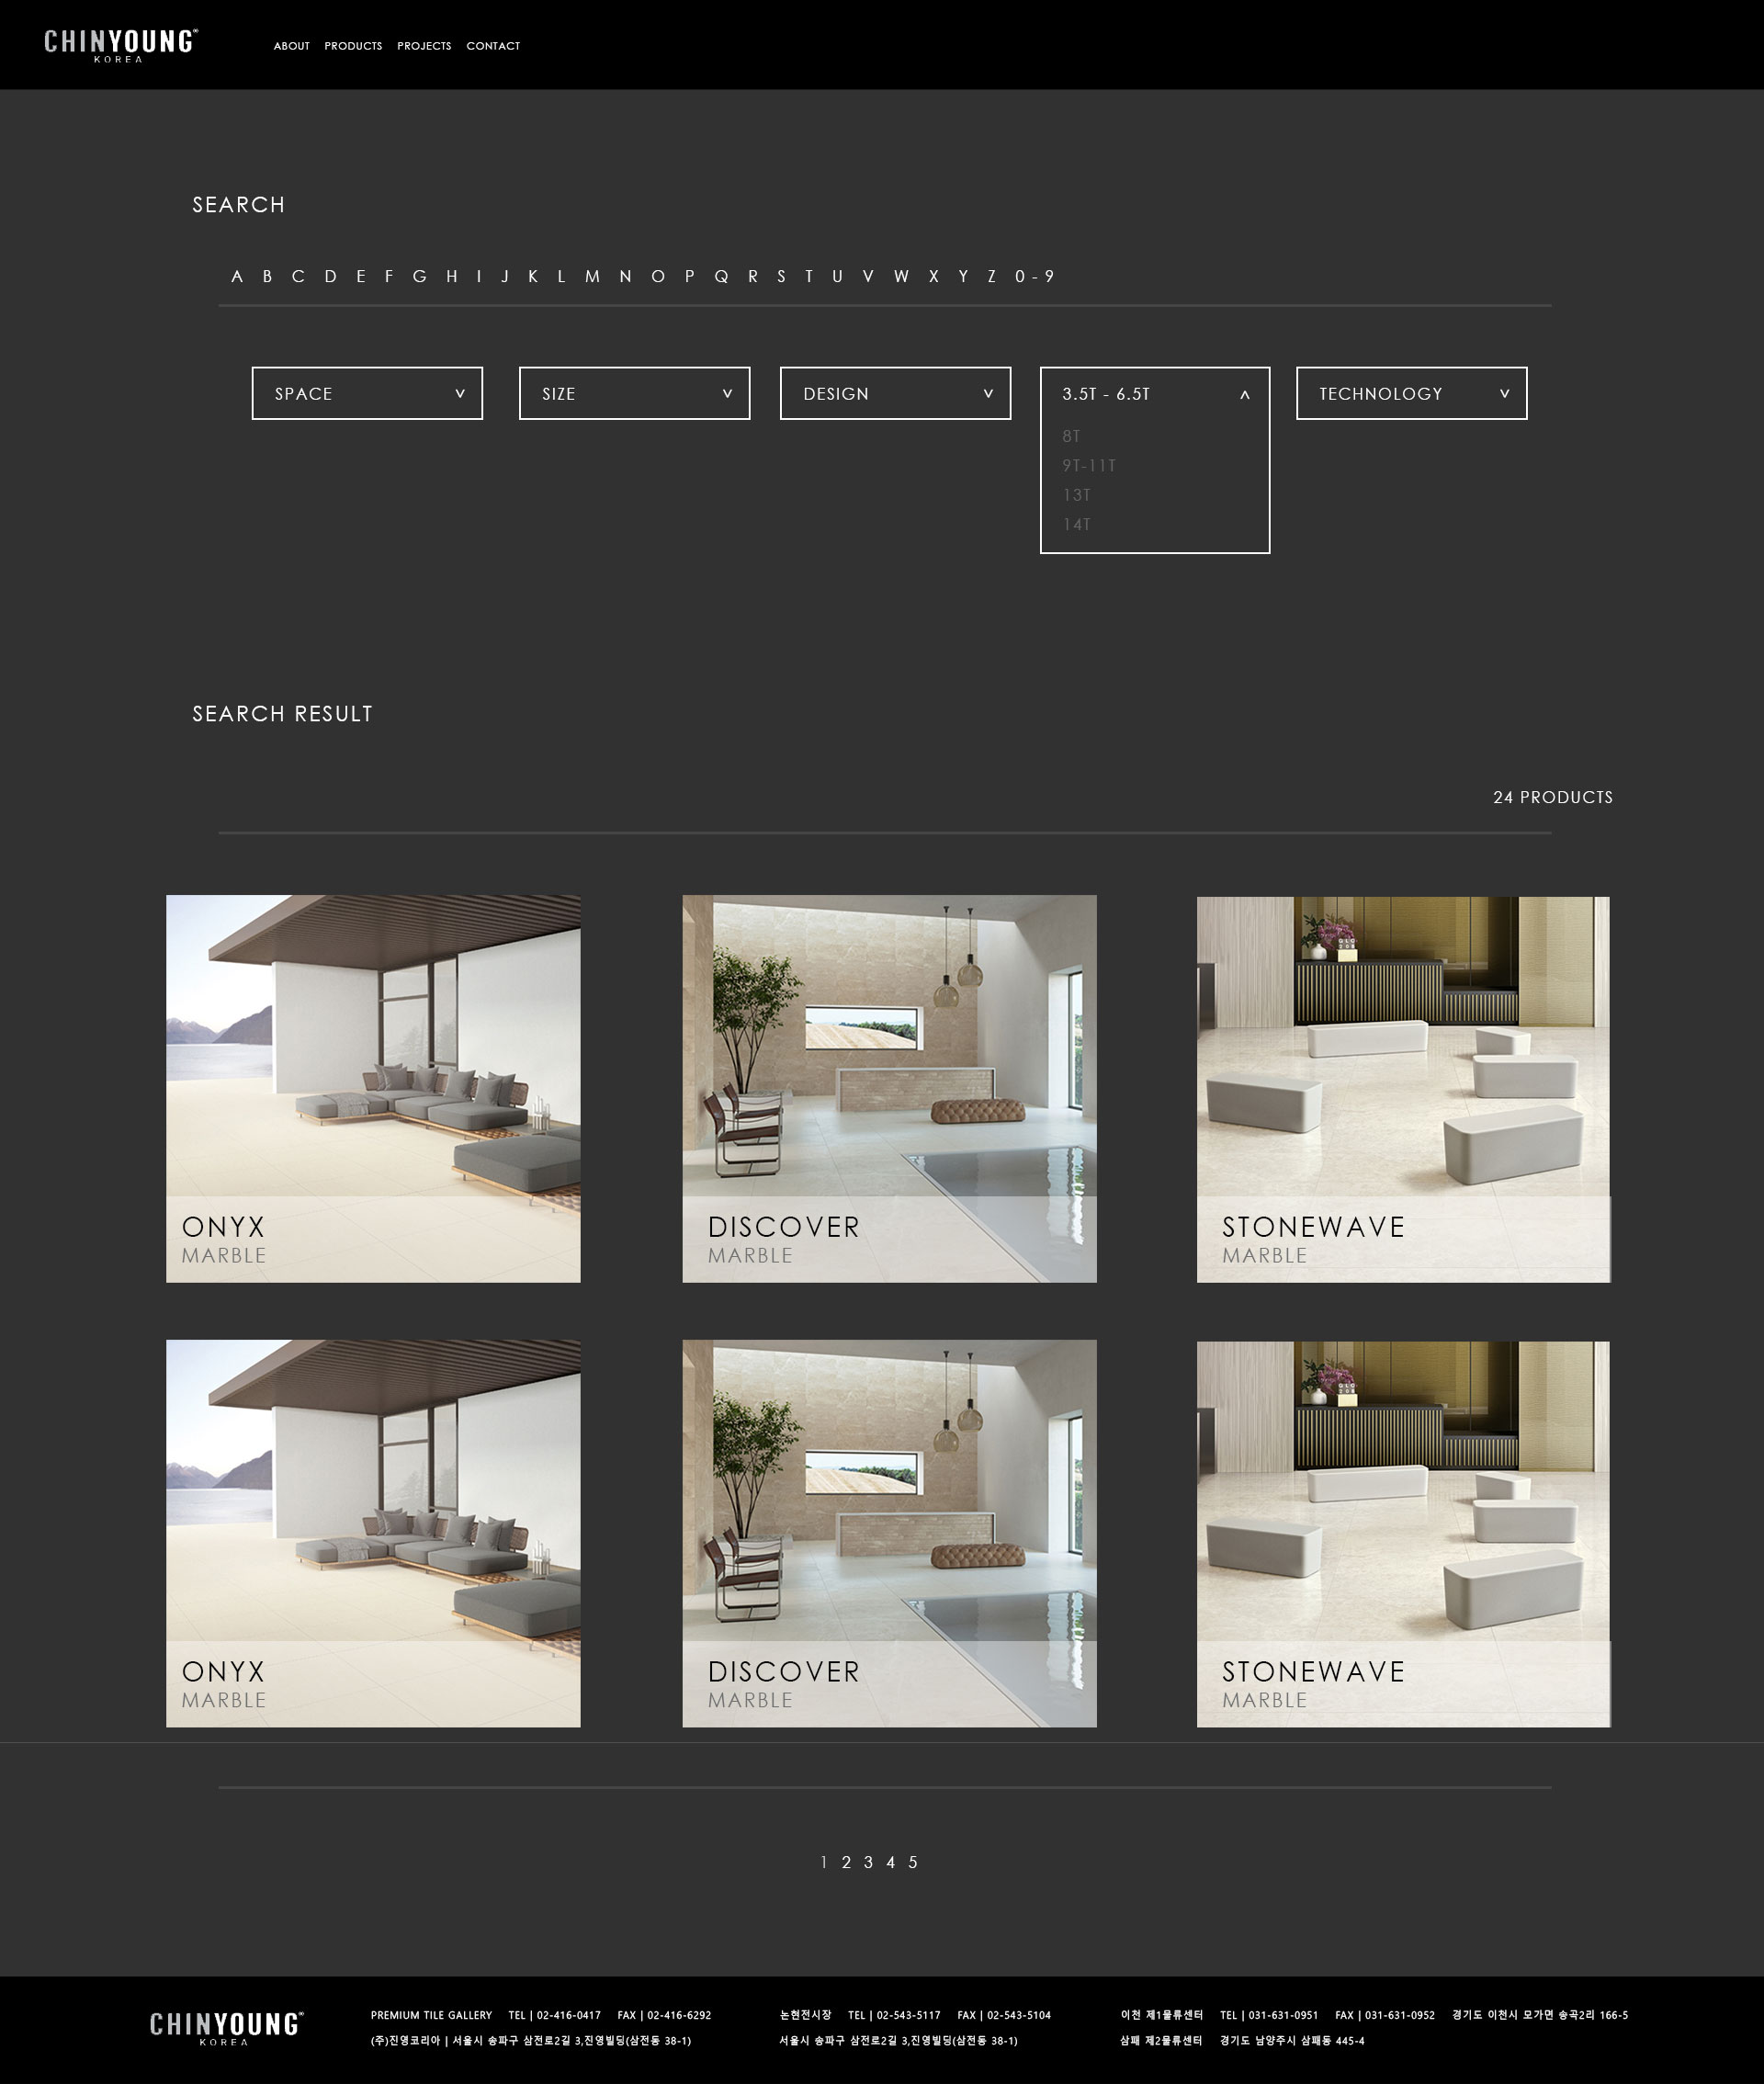 CHINYOUNG®
KOREA
ABOUT PRODUCTS PROJECTS CONTACT
SEARCH
A B C D E F G H I J K L M N O P Q R S T U V W X Y Z 0-9
SPACE
SIZE
DESIGN
3.5T - 6.5T
8T
9T-11T
13T
14T
TECHNOLOGY
SEARCH RESULT
24 PRODUCTS
ONYX
MARBLE
DISCOVER
MARBLE
STONEWAVE
MARBLE
ONYX
MARBLE
DISCOVER
MARBLE
STONEWAVE
MARBLE
1 2 3 4 5
CHINYOUNG®
KOREA
PREMIUM TILE GALLERY TEL | 02-416-0417 FAX | 02-416-6292
(주)진영코리아 | 서울시 송파구 삼전로2길 3,진영빌딩(삼전동 38-1)
논현전시장 TEL | 02-543-5117 FAX | 02-543-5104
서울시 송파구 삼전로2길 3,진영빌딩(삼전동 38-1)
이천 제1물류센터 TEL | 031-631-0951 FAX | 031-631-0952 경기도 이천시 모가면 송곡2리 166-5
삼패 제2물류센터 경기도 남양주시 삼패동 445-4